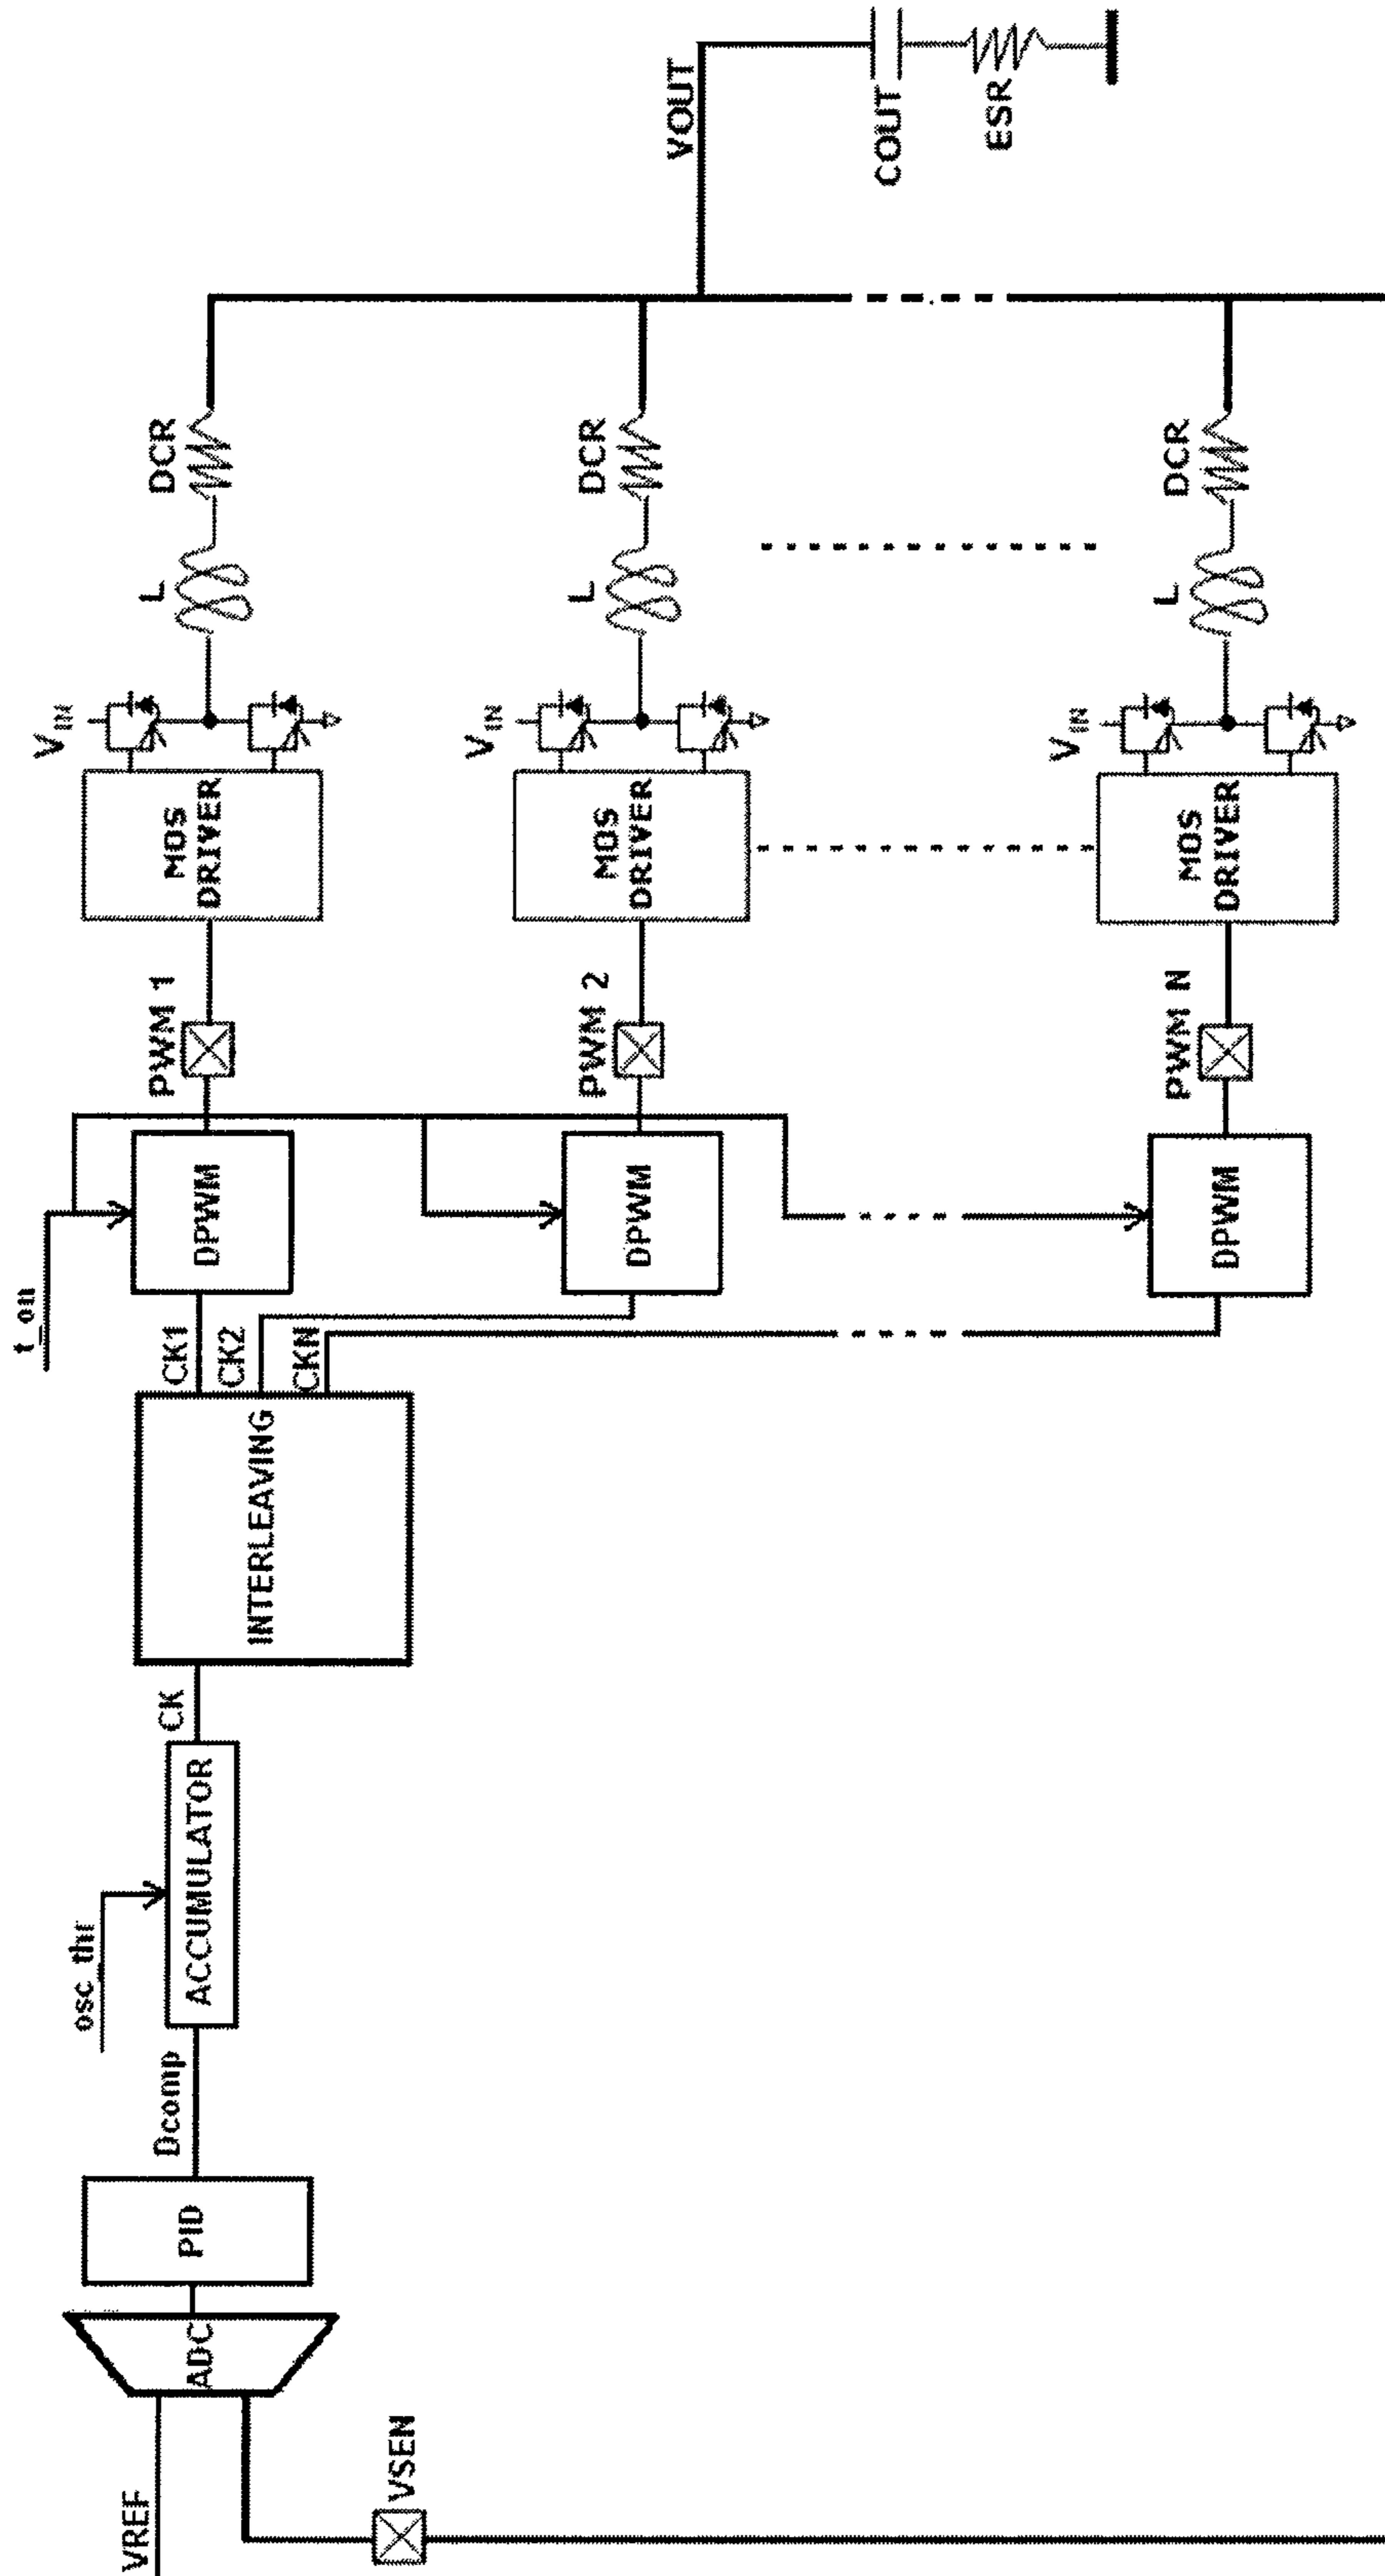 VREF
VSEN
ADC
PID
Dcomp
osc_thr
ACCUMULATOR
CK
INTERLEAVING
CK1
CK2
CKN
t_on
DPWM
PWM 1
MOS
DRIVER
VIN
L
DCR
DPWM
PWM 2
MOS
DRIVER
VIN
L
DCR
DPWM
PWM N
MOS
DRIVER
VIN
L
DCR
VOUT
COUT
ESR